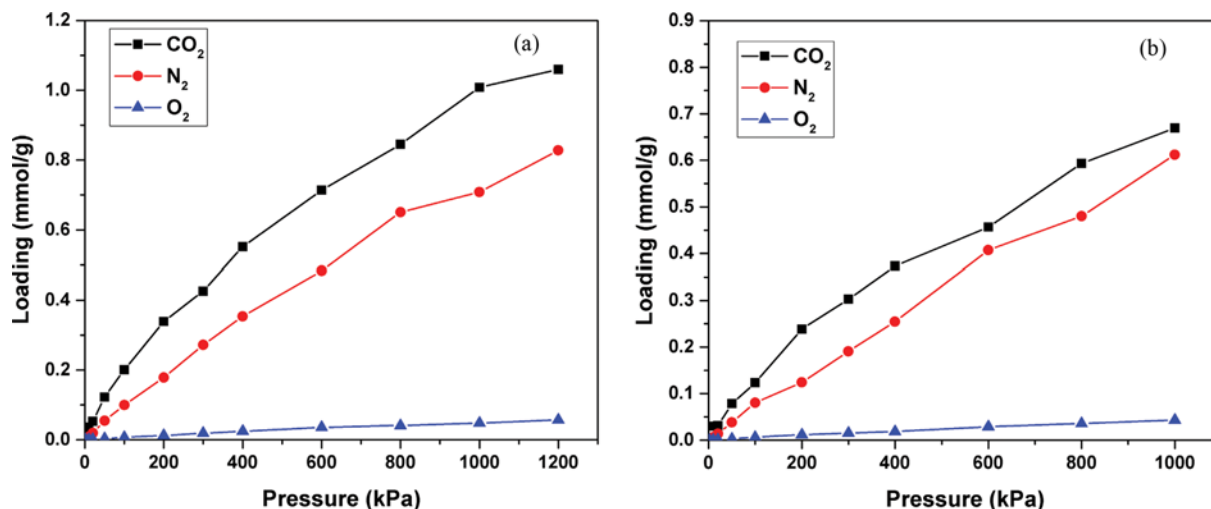 (a)
CO₂
N₂
O₂
Loading (mmol/g)
1.2
1.0
0.8
0.6
0.4
0.2
0.0
0 200 400 600 800 1000 1200
Pressure (kPa)
(b)
CO₂
N₂
O₂
Loading (mmol/g)
0.9
0.8
0.7
0.6
0.5
0.4
0.3
0.2
0.1
0.0
0 200 400 600 800 1000
Pressure (kPa)